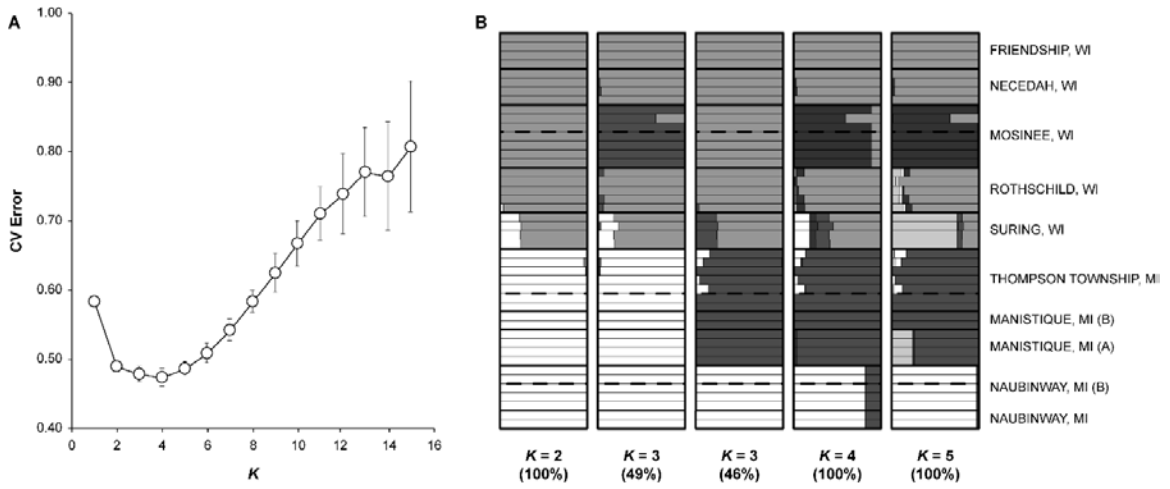 A
1.00
0.90
0.80
0.70
0.60
0.50
0.40
CV Error
0 2 4 6 8 10 12 14 16
K
B
FRIENDSHIP, WI
NECEDAH, WI
MOSINEE, WI
ROTHSCHILD, WI
SURING, WI
THOMPSON TOWNSHIP, MI
MANISTIQUE, MI (B)
MANISTIQUE, MI (A)
NAUBINWAY, MI (B)
NAUBINWAY, MI
K = 2 K = 3 K = 3 K = 4 K = 5
(100%) (49%) (46%) (100%) (100%)